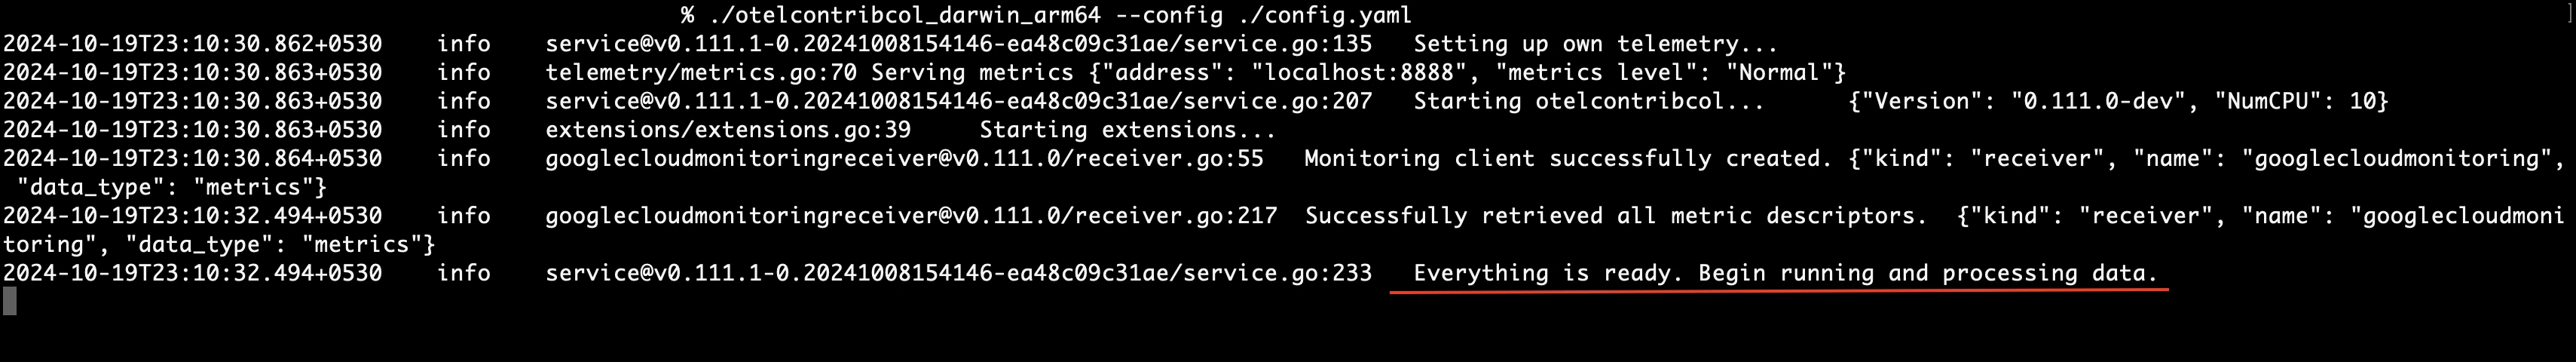 % ./otelcontribcol_darwin_arm64 --config ./config.yaml ]
2024-10-19T23:10:30.862+0530 info service@v0.111.1-0.20241008154146-ea48c09c31ae/service.go:135 Setting up own telemetry...
2024-10-19T23:10:30.863+0530 info telemetry/metrics.go:70 Serving metrics {"address": "localhost:8888", "metrics level": "Normal"}
2024-10-19T23:10:30.863+0530 info service@v0.111.1-0.20241008154146-ea48c09c31ae/service.go:207 Starting otelcontribcol... {"Version": "0.111.0-dev", "NumCPU": 10}
2024-10-19T23:10:30.863+0530 info extensions/extensions.go:39 Starting extensions...
2024-10-19T23:10:30.864+0530 info googlecloudmonitoringreceiver@v0.111.0/receiver.go:55 Monitoring client successfully created. {"kind": "receiver", "name": "googlecloudmonitoring",
"data_type": "metrics"}
2024-10-19T23:10:32.494+0530 info googlecloudmonitoringreceiver@v0.111.0/receiver.go:217 Successfully retrieved all metric descriptors. {"kind": "receiver", "name": "googlecloudmoni
toring", "data_type": "metrics"}
2024-10-19T23:10:32.494+0530 info service@v0.111.1-0.20241008154146-ea48c09c31ae/service.go:233 Everything is ready. Begin running and processing data.